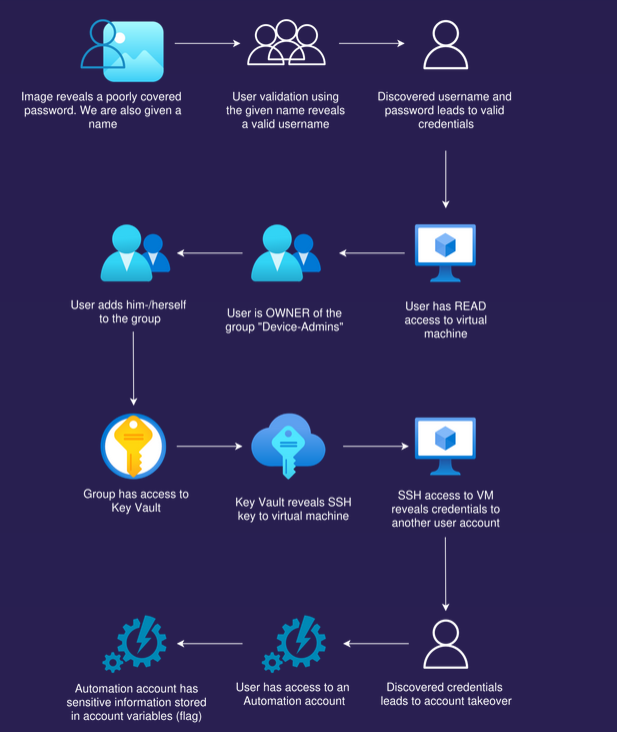 Image reveals a poorly covered
password. We are also given a
name
User validation using
the given name reveals
a valid username
Discovered username and
password leads to valid
credentials
User adds him-/herself
to the group
User is OWNER of the
group "Device-Admins"
User has READ
access to virtual
machine
Group has access to
Key Vault
Key Vault reveals SSH
key to virtual machine
SSH access to VM
reveals credentials to
another user account
Automation account has
sensitive information stored
in account variables (flag)
User has access to an
Automation account
Discovered credentials
leads to account takeover